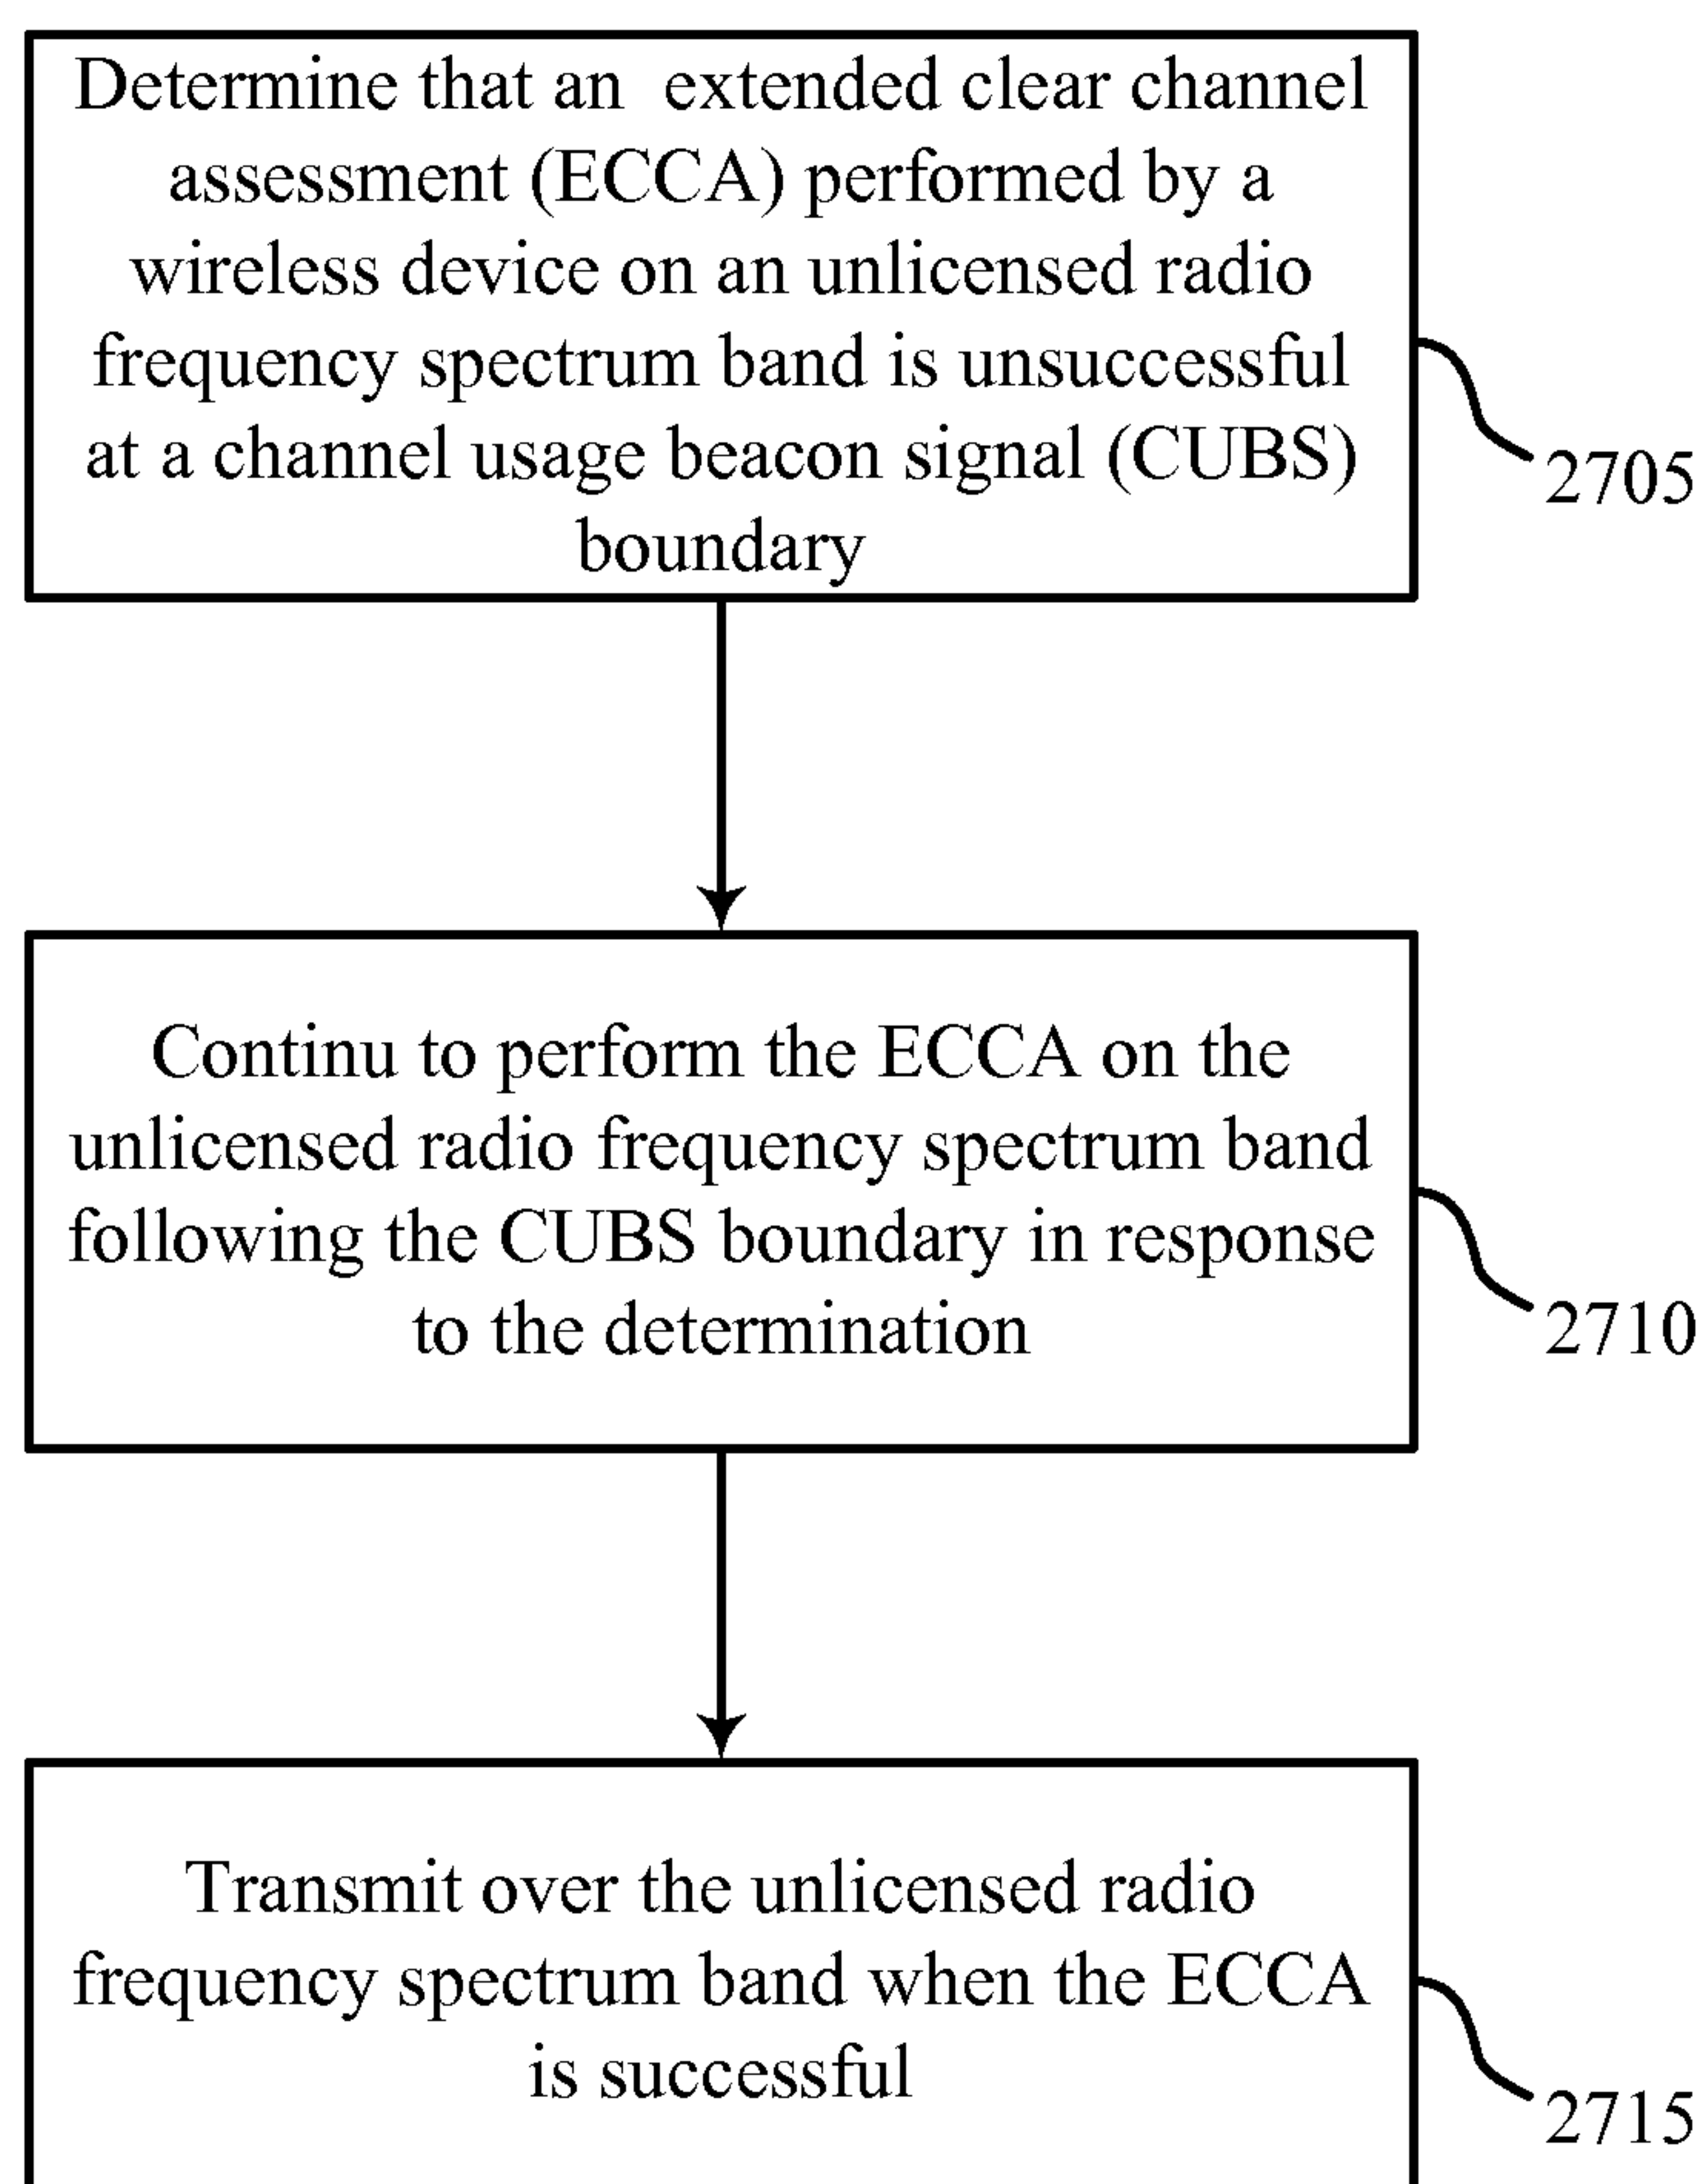 Determine that an extended clear channel
assessment (ECCA) performed by a
wireless device on an unlicensed radio
frequency spectrum band is unsuccessful
at a channel usage beacon signal (CUBS)
boundary
2705
Continu to perform the ECCA on the
unlicensed radio frequency spectrum band
following the CUBS boundary in response
to the determination
2710
Transmit over the unlicensed radio
frequency spectrum band when the ECCA
is successful
2715